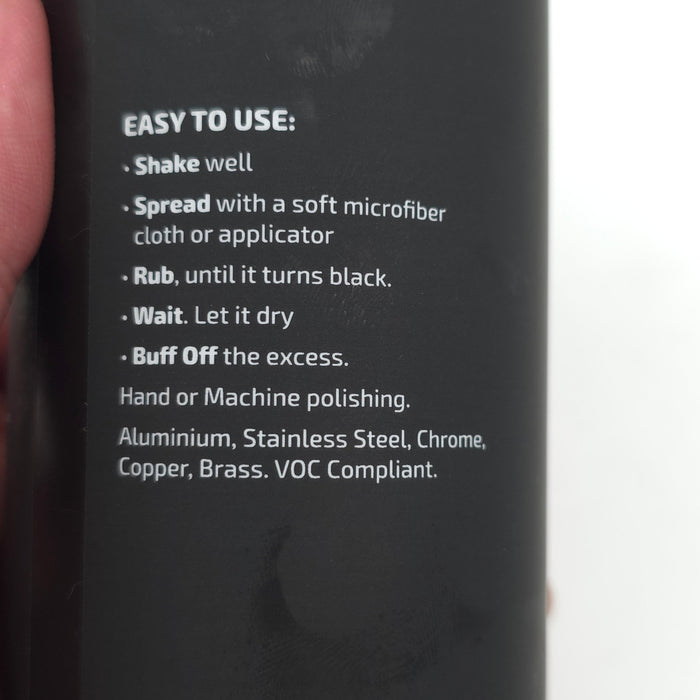 EASY TO USE:
• Shake well
• Spread with a soft microfiber
cloth or applicator
• Rub, until it turns black.
• Wait. Let it dry
• Buff Off the excess.
Hand or Machine polishing.
Aluminium, Stainless Steel, Chrome,
Copper, Brass. VOC Compliant.